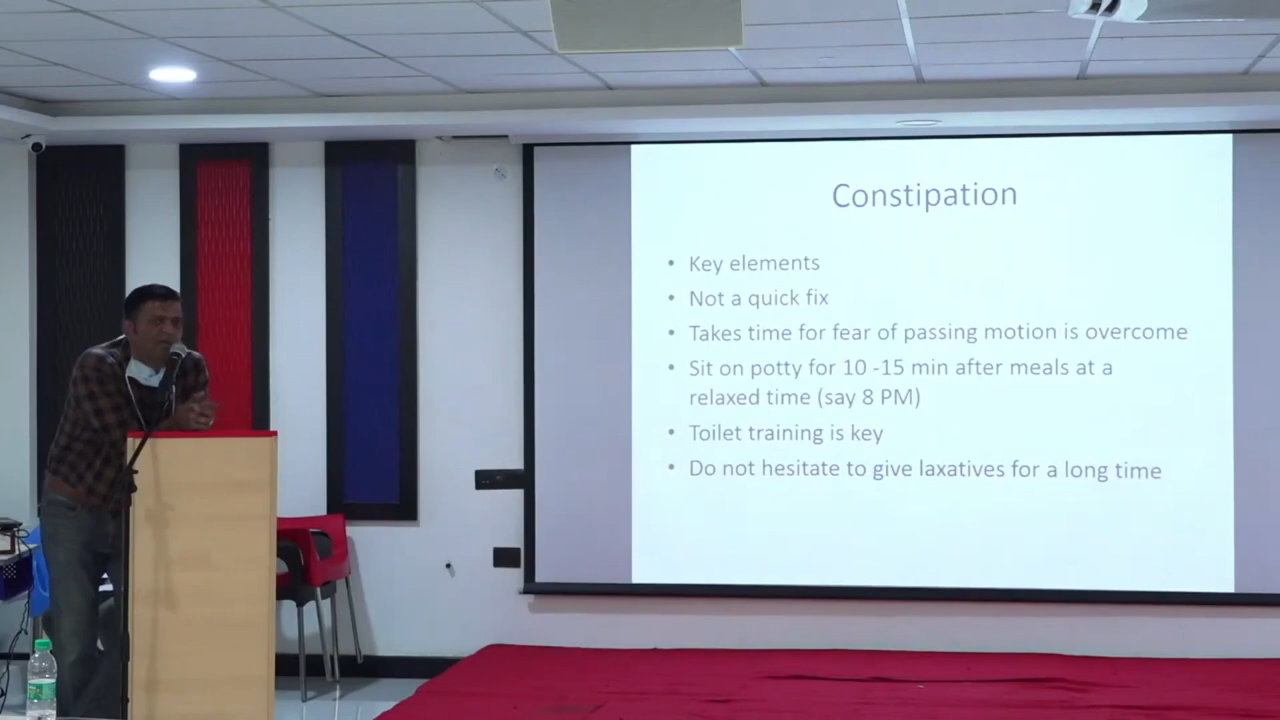 Constipation
• Key elements
• Not a quick fix
• Takes time for fear of passing motion is overcome
• Sit on potty for 10 -15 min after meals at a
relaxed time (say 8 PM)
• Toilet training is key
• Do not hesitate to give laxatives for a long time